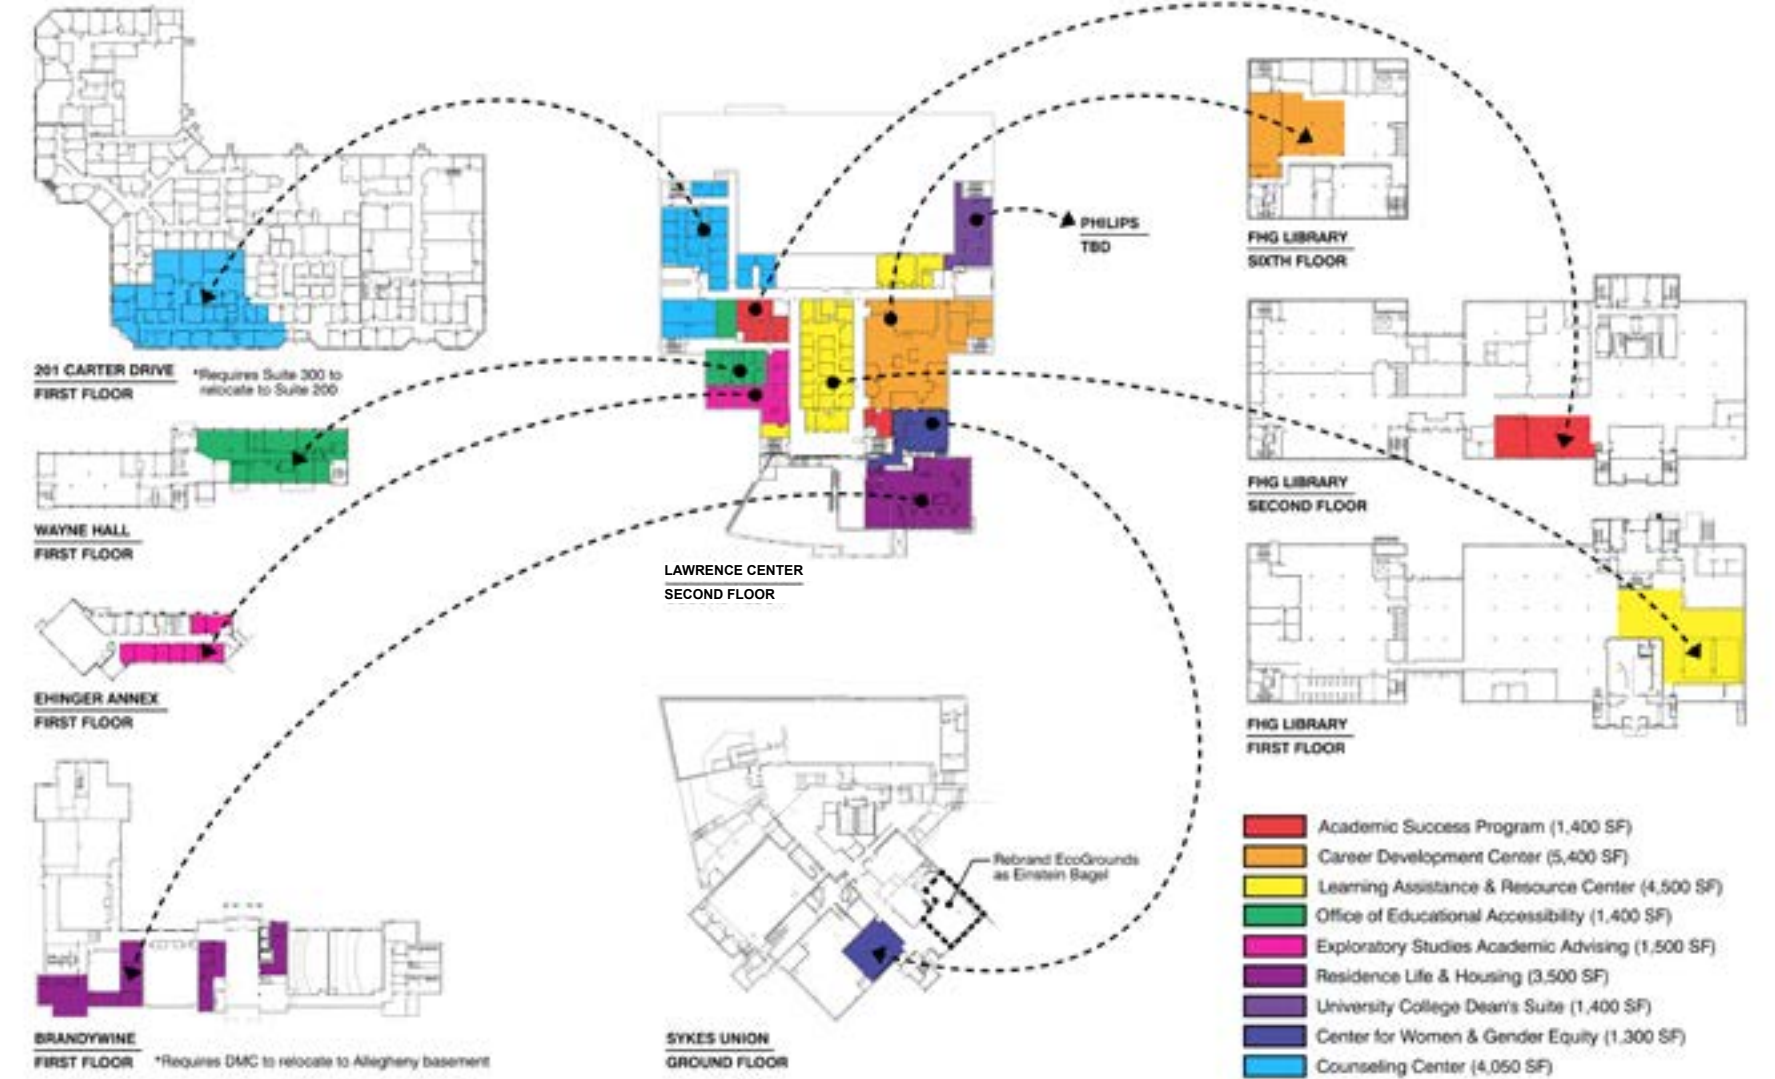 PHILIPS
TBD
FHG LIBRARY
SIXTH FLOOR
201 CARTER DRIVE
FIRST FLOOR
*Requires Suite 300 to
relocate to Suite 200
WAYNE HALL
FIRST FLOOR
FHG LIBRARY
SECOND FLOOR
LAWRENCE CENTER
SECOND FLOOR
EHINGER ANNEX
FIRST FLOOR
FHG LIBRARY
FIRST FLOOR
Rebrand EcoGrounds
as Einstein Bagel
BRANDYWINE
FIRST FLOOR
*Requires DMC to relocate to Allegheny basement
SYKES UNION
GROUND FLOOR
Academic Success Program (1,400 SF)
Career Development Center (5,400 SF)
Learning Assistance & Resource Center (4,500 SF)
Office of Educational Accessibility (1,400 SF)
Exploratory Studies Academic Advising (1,500 SF)
Residence Life & Housing (3,500 SF)
University College Dean's Suite (1,400 SF)
Center for Women & Gender Equity (1,300 SF)
Counseling Center (4,050 SF)